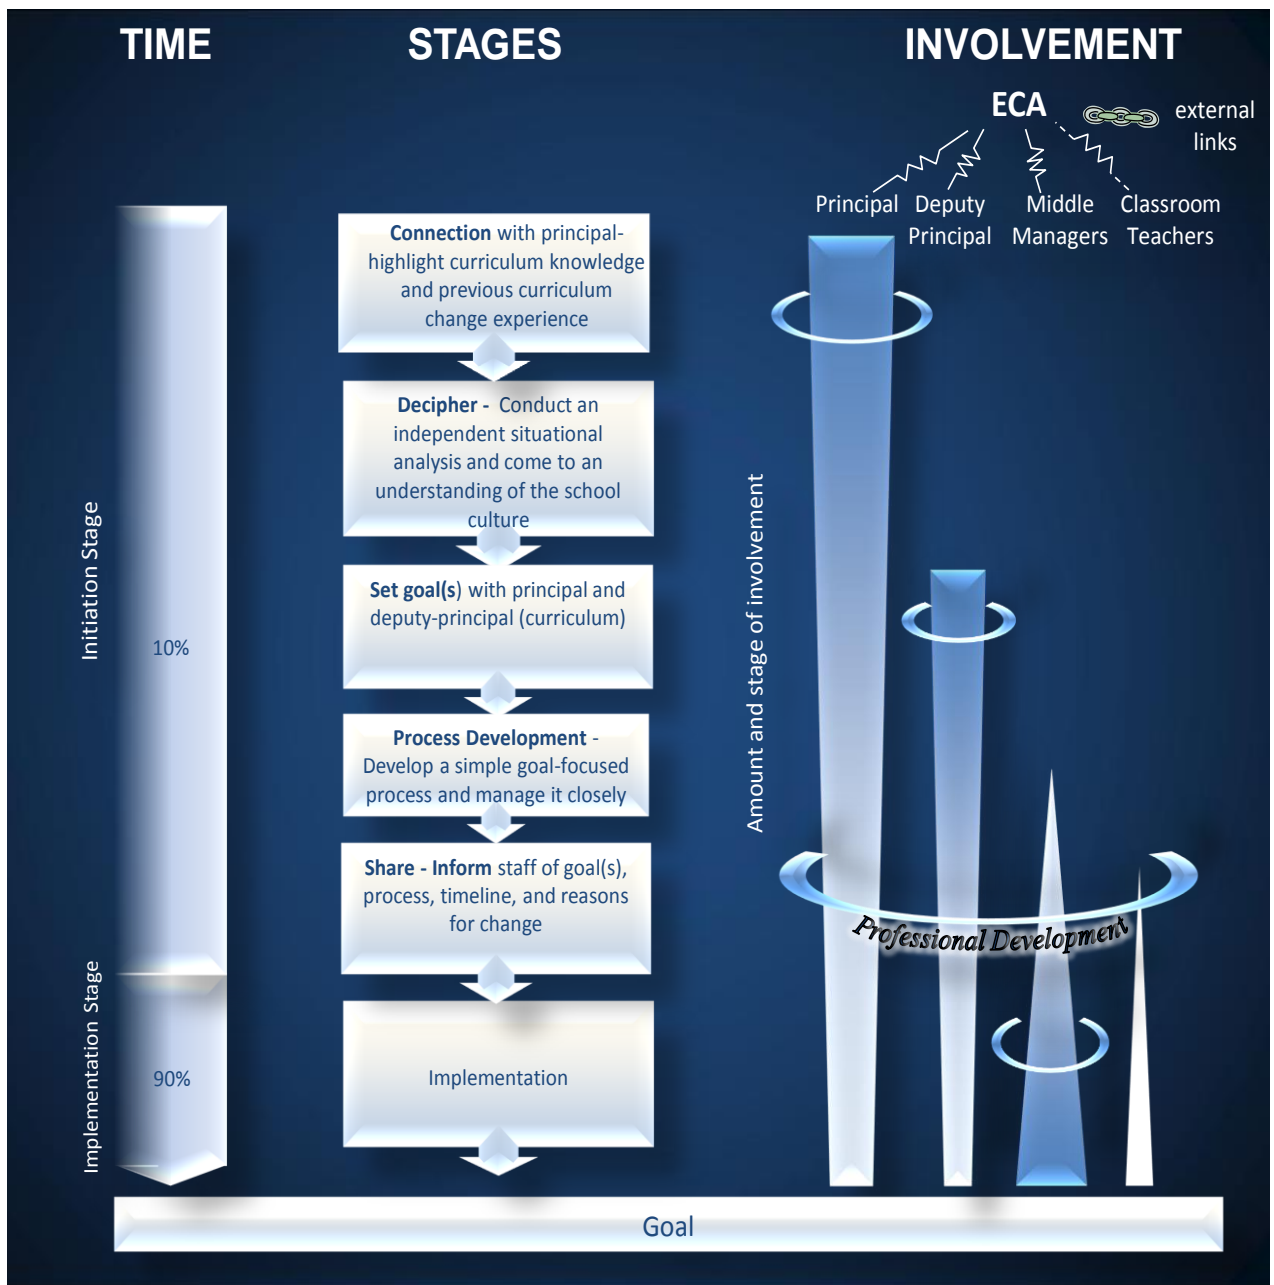 TIME
STAGES
INVOLVEMENT
ECA
external
links
Principal
Deputy
Principal
Middle
Managers
Classroom
Teachers
Initiation Stage
10%
Implementation Stage
90%
Connection with principal-
highlight curriculum knowledge
and previous curriculum
change experience
Decipher - Conduct an
independent situational
analysis and come to an
understanding of the school
culture
Set goal(s) with principal and
deputy-principal (curriculum)
Process Development -
Develop a simple goal-focused
process and manage it closely
Share - Inform staff of goal(s),
process, timeline, and reasons
for change
Implementation
Amount and stage of involvement
Professional Development
Goal